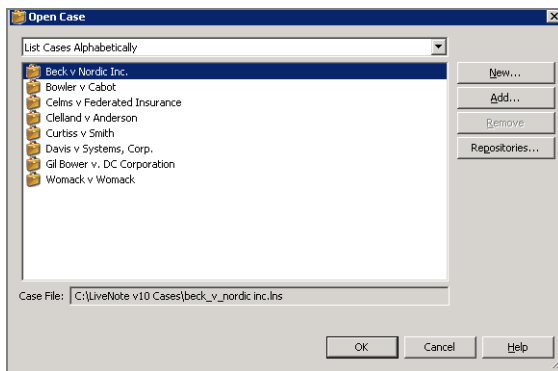 Open Case
List Cases Alphabetically
Beck v Nordic Inc.
Bowler v Cabot
Celms v Federated Insurance
Clelland v Anderson
Curtiss v Smith
Davis v Systems, Corp.
Gil Bower v. DC Corporation
Womack v Womack
New...
Add...
Remove
Repositories...
Case File: C:\LiveNote v10 Cases\beck_v_nordic inc.lns
OK Cancel Help